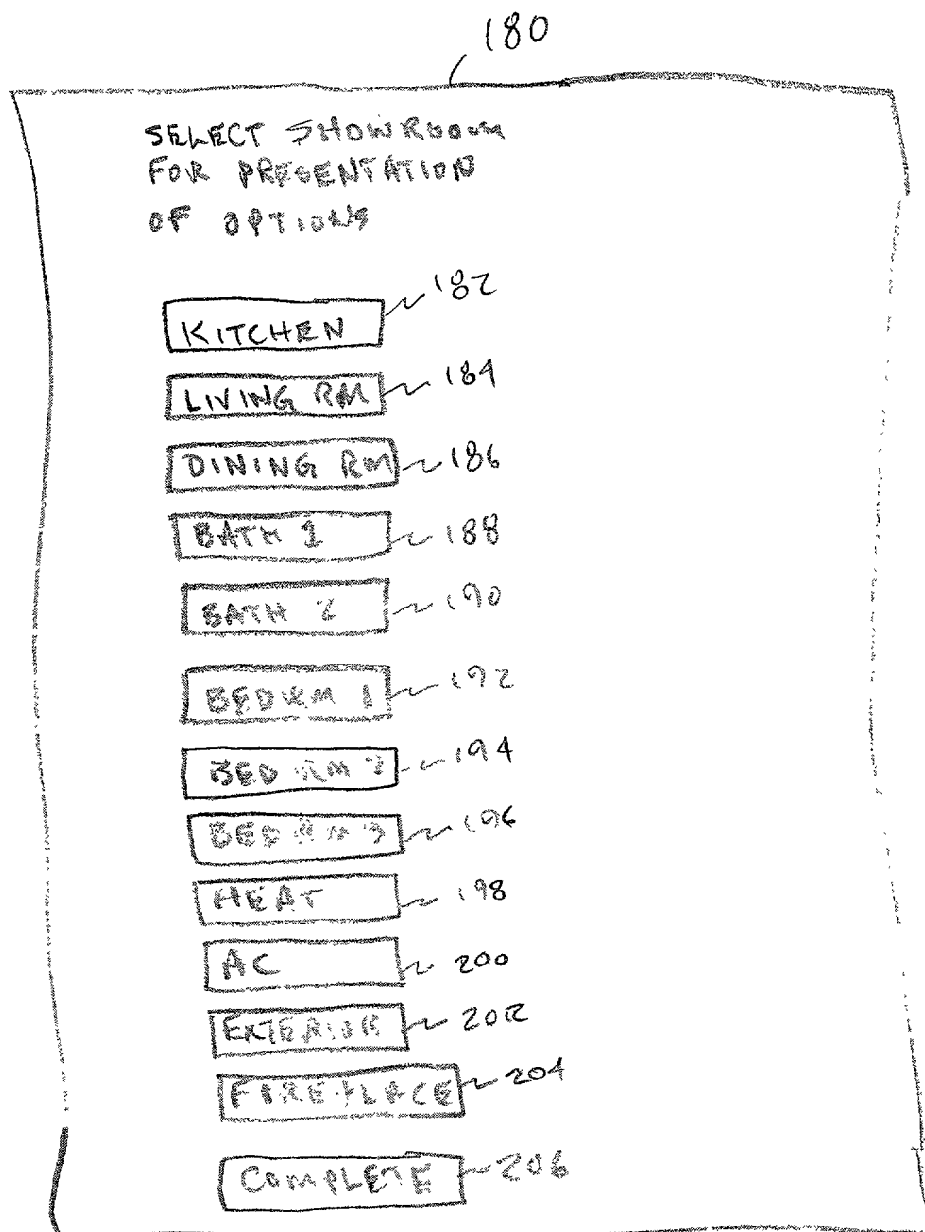 180
SELECT SHOWROOM
FOR PRESENTATION
OF OPTIONS
KITCHEN 182
LIVING RM 184
DINING RM 186
BATH 1 188
BATH 2 190
BED RM 1 192
BED RM 2 194
BED RM 3 196
HEAT 198
AC 200
EXTERIOR 202
FIREPLACE 204
COMPLETE 206